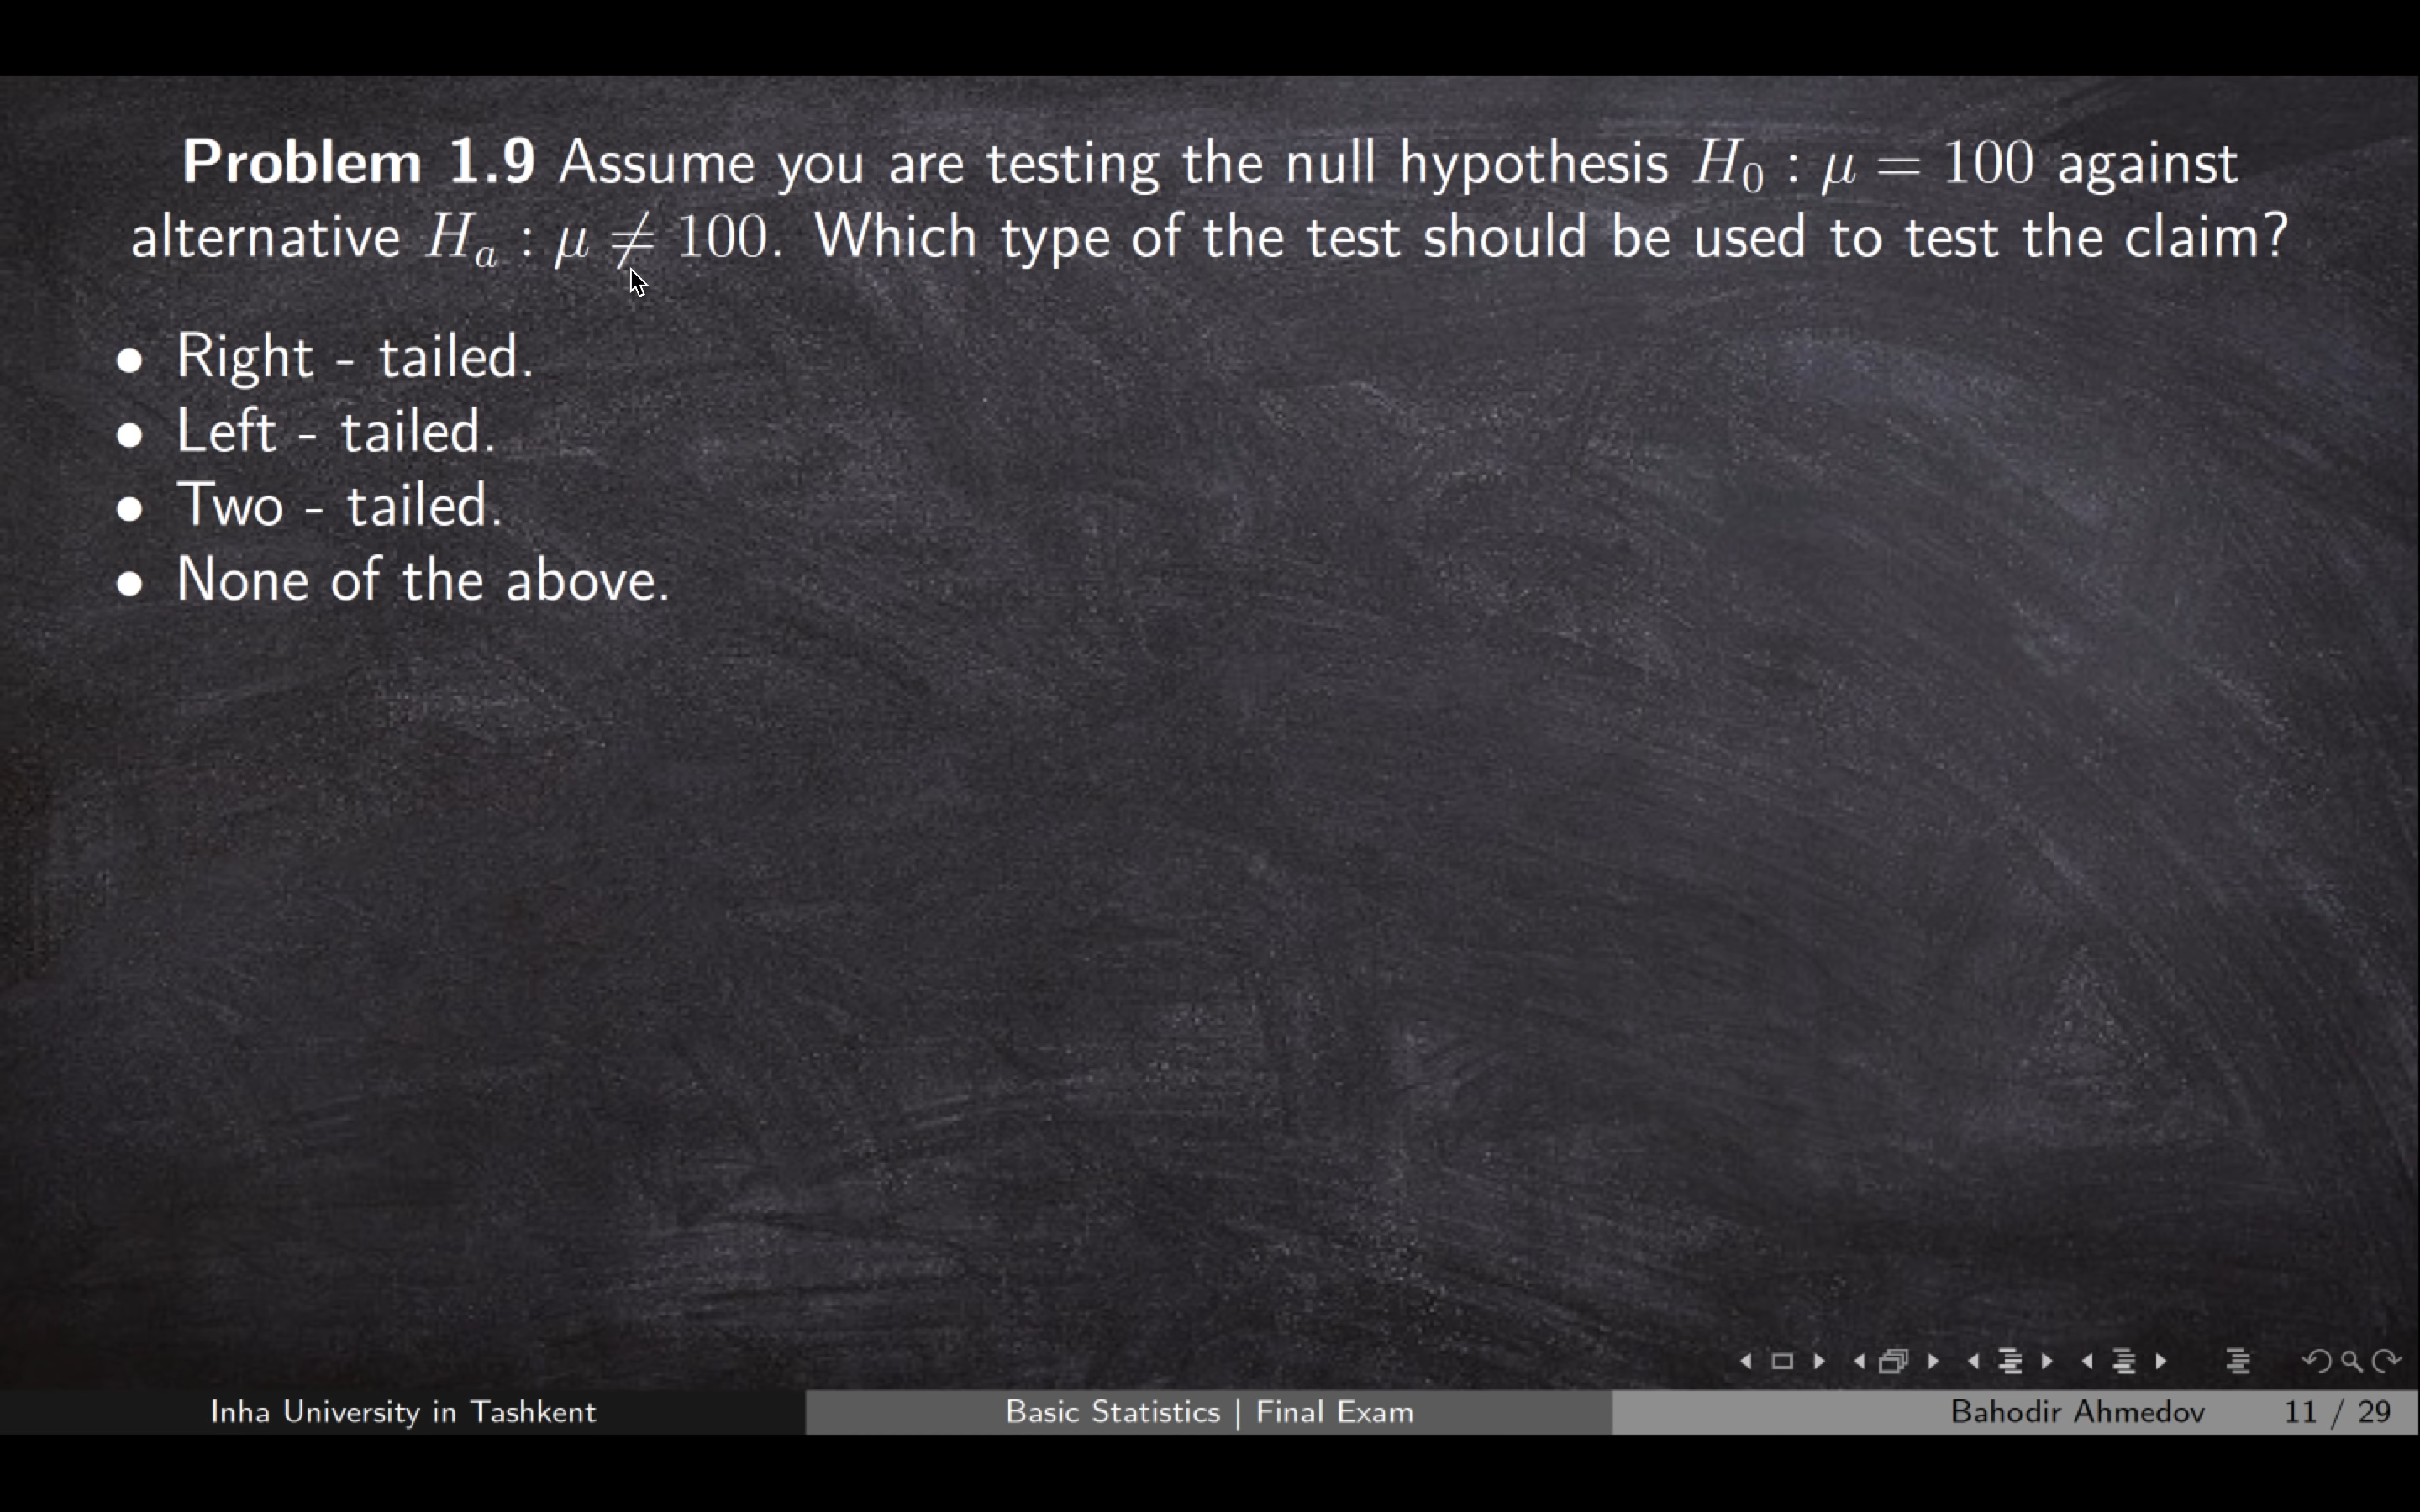 Problem 1.9 Assume you are testing the null hypothesis H₀ : μ = 100 against
alternative Hₐ : μ ≠ 100. Which type of the test should be used to test the claim?
• Right - tailed.
• Left - tailed.
• Two - tailed.
• None of the above.
Inha University in Tashkent
Basic Statistics | Final Exam
Bahodir Ahmedov
11 / 29